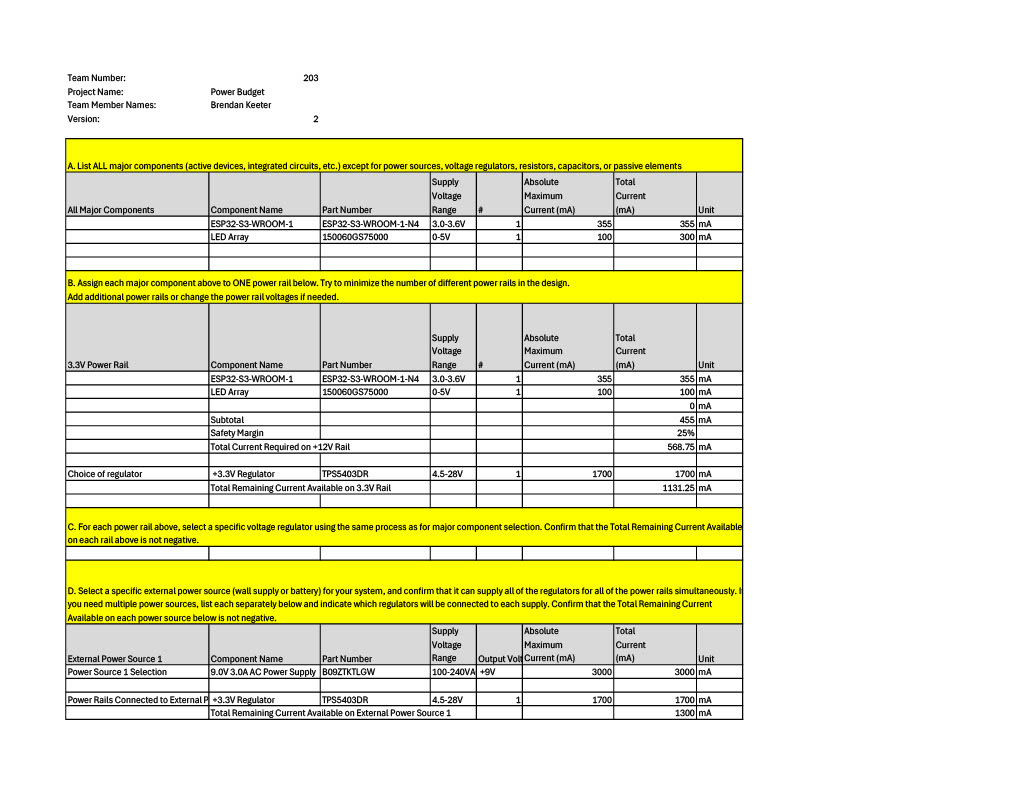 Team Number: 203
Project Name: Power Budget
Team Member Names: Brendan Keeter
Version: 2
A. List ALL major components (active devices, integrated circuits, etc.) except for power sources, voltage regulators, resistors, capacitors, or passive elements
All Major Components Component Name Part Number Supply Voltage Range # Absolute Maximum Current (mA) Total Current (mA) Unit
ESP32-S3-WROOM-1 ESP32-S3-WROOM-1-N4 3.0-3.6V 1 355 355 mA
LED Array 150060GS75000 0-5V 1 100 300 mA
B. Assign each major component above to ONE power rail below. Try to minimize the number of different power rails in the design.
Add additional power rails or change the power rail voltages if needed.
3.3V Power Rail Component Name Part Number Supply Voltage Range # Absolute Maximum Current (mA) Total Current (mA) Unit
ESP32-S3-WROOM-1 ESP32-S3-WROOM-1-N4 3.0-3.6V 1 355 355 mA
LED Array 150060GS75000 0-5V 1 100 100 mA
0 mA
Subtotal 455 mA
Safety Margin 25%
Total Current Required on +12V Rail 568.75 mA
Choice of regulator +3.3V Regulator TPS5403DR 4.5-28V 1 1700 1700 mA
Total Remaining Current Available on 3.3V Rail 1131.25 mA
C. For each power rail above, select a specific voltage regulator using the same process as for major component selection. Confirm that the Total Remaining Current Available
on each rail above is not negative.
D. Select a specific external power source (wall supply or battery) for your system, and confirm that it can supply all of the regulators for all of the power rails simultaneously. I
you need multiple power sources, list each separately below and indicate which regulators will be connected to each supply. Confirm that the Total Remaining Current
Available on each power source below is not negative.
External Power Source 1 Component Name Part Number Supply Voltage Range Output Volt Absolute Maximum Current (mA) Total Current (mA) Unit
Power Source 1 Selection 9.0V 3.0A AC Power Supply B09ZTKTLGW 100-240VA +9V 3000 3000 mA
Power Rails Connected to External P +3.3V Regulator TPS5403DR 4.5-28V 1 1700 1700 mA
Total Remaining Current Available on External Power Source 1 1300 mA